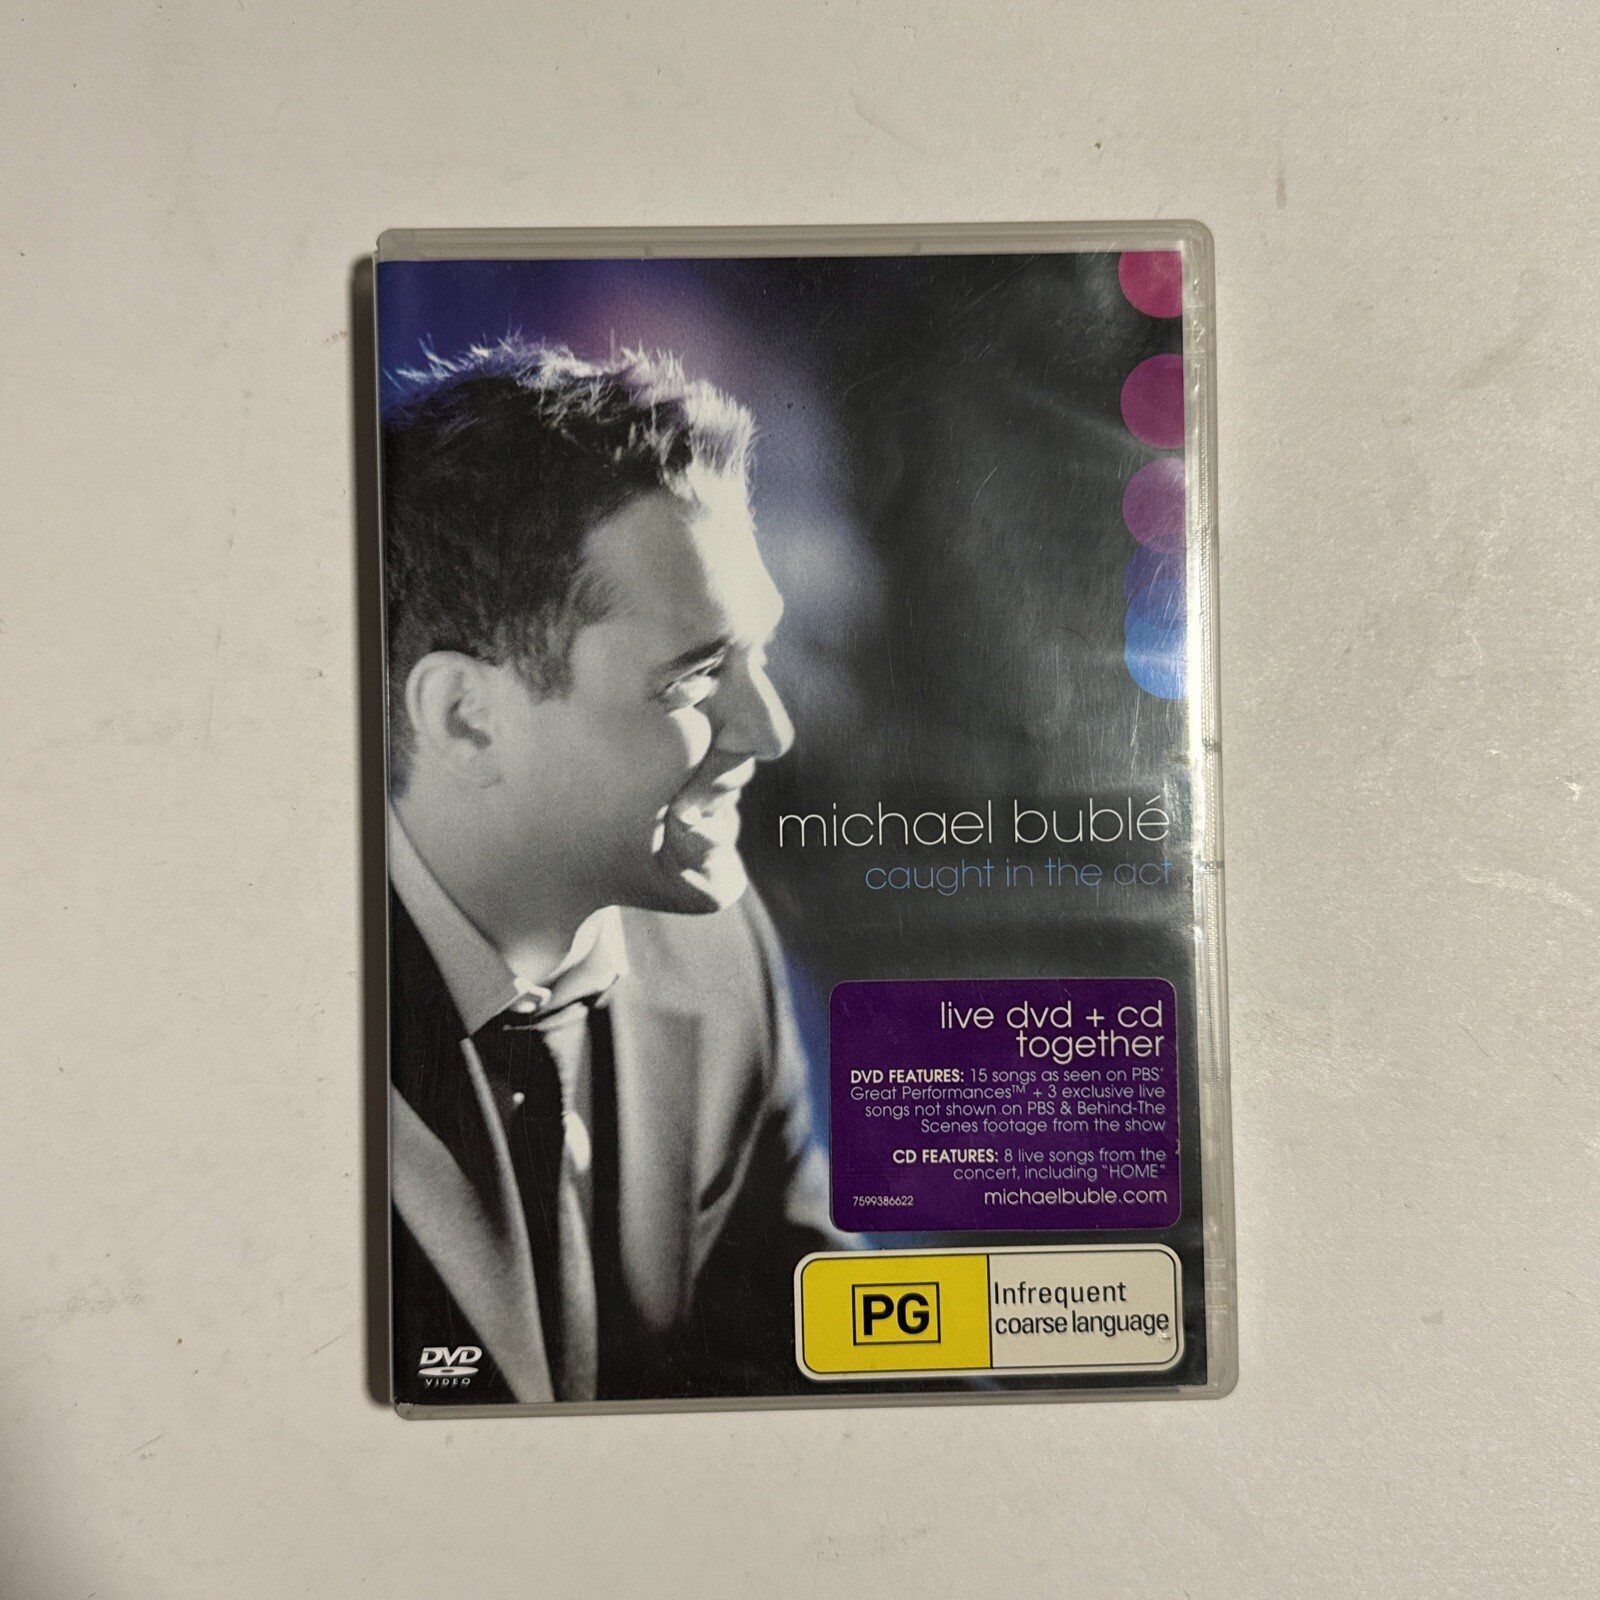 michael bublé
caught in the act
live dvd + cd
together
DVD FEATURES: 15 songs as seen on PBS'
Great Performances™ + 3 exclusive live
songs not shown on PBS & Behind-The
Scenes footage from the show
CD FEATURES: 8 live songs from the
concert, including "HOME"
7599386622 michaelbuble.com
PG
Infrequent
coarse language
DVD
VIDEO